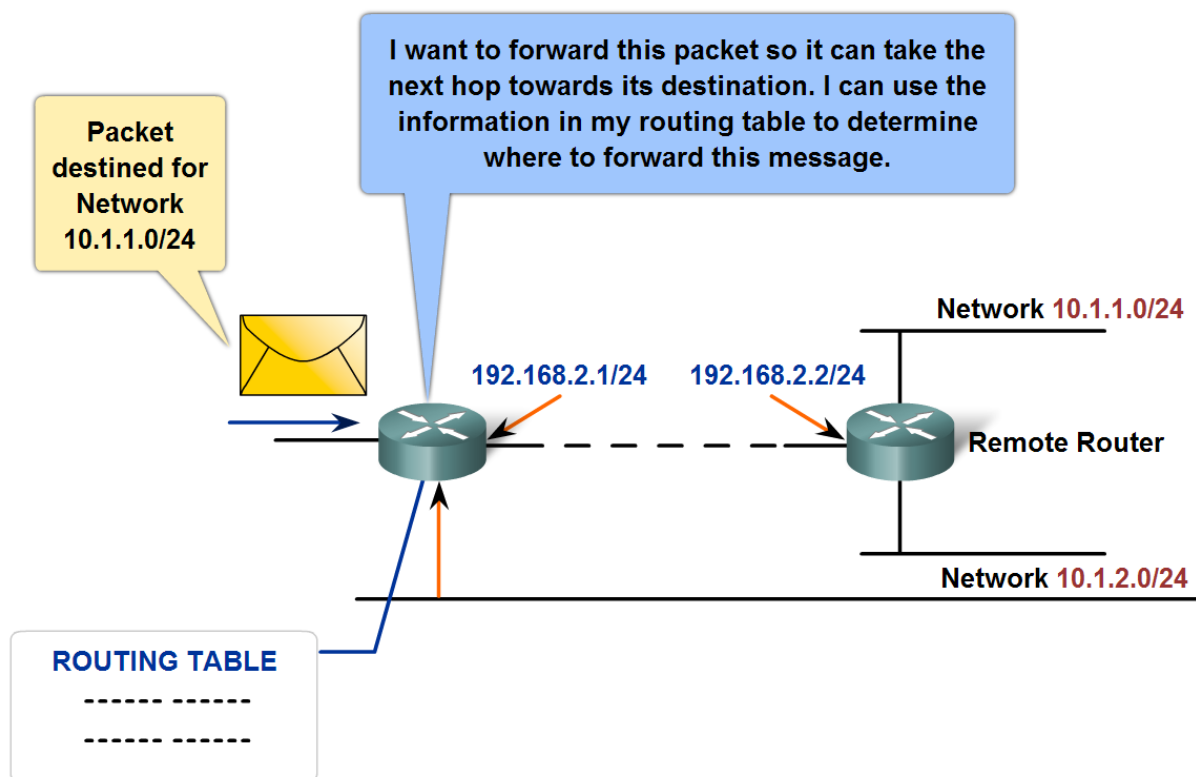 I want to forward this packet so it can take the
next hop towards its destination. I can use the
information in my routing table to determine
where to forward this message.
Packet
destined for
Network
10.1.1.0/24
Network 10.1.1.0/24
192.168.2.1/24
192.168.2.2/24
Remote Router
Network 10.1.2.0/24
ROUTING TABLE